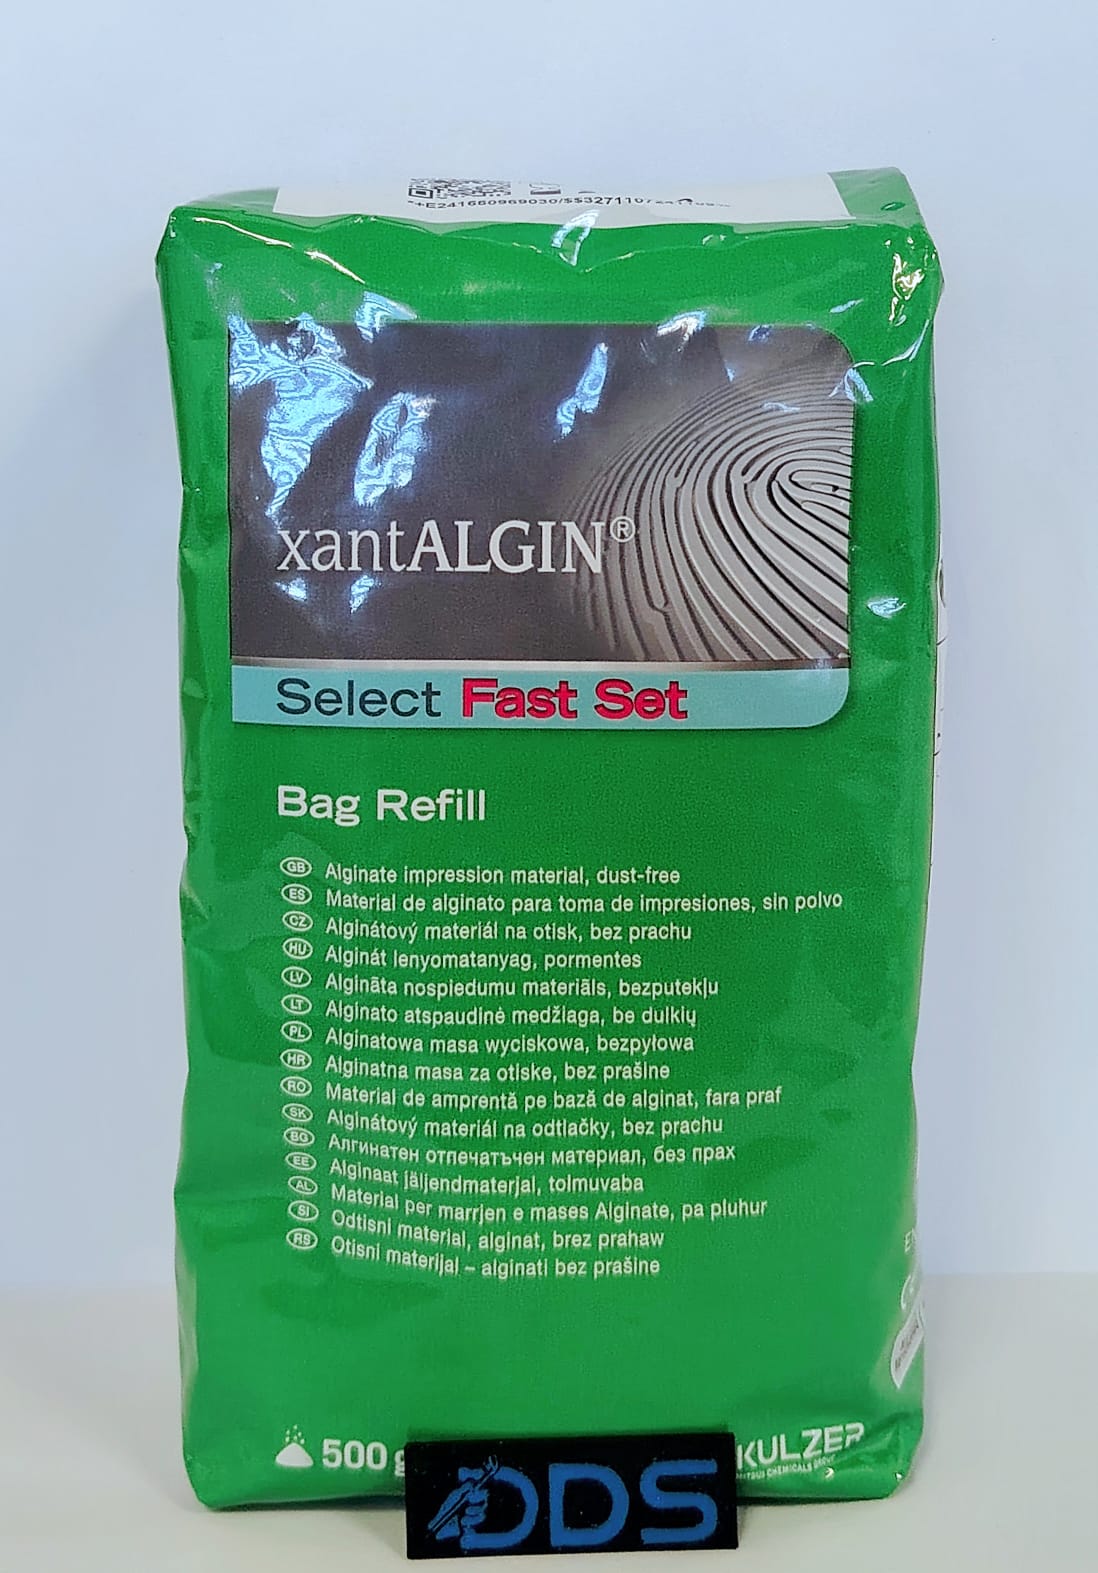 xantALGIN®
Select Fast Set
Bag Refill
GB Alginate impression material, dust-free
ES Material de alginato para toma de impresiones, sin polvo
CZ Alginátový materiál na otisk, bez prachu
HU Alginát lenyomatanyag, pormentes
LV Algināta nospiedumu materiāls, bezputekļu
LT Alginato atspaudinė medžiaga, be dulkių
PL Alginatowa masa wyciskowa, bezpyłowa
HR Alginatna masa za otiske, bez prašine
RO Material de amprentă pe bază de alginat, fara praf
SK Alginátový materiál na odtlačky, bez prachu
BG Алгинатен отпечатъчен материал, без прах
EE Alginaat jäljendmaterjal, tolmuvaba
AL Material per marrjen e mases Alginate, pa pluhur
SI Odtisni material, alginat, brez prahaw
RS Otisni materijal – alginati bez prašine
500 g
KULZER
DDS